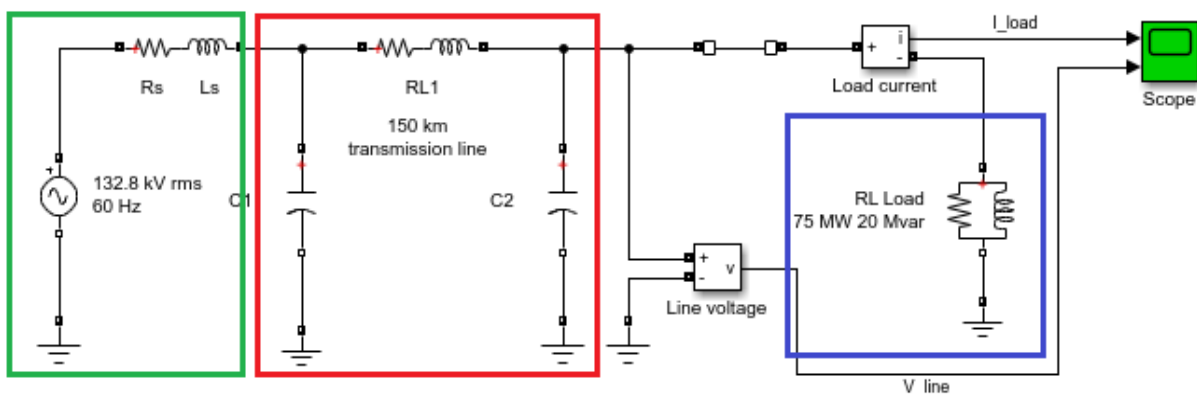 I_load
Rs
Ls
RL1
i
+
-
Load current
Scope
150 km
transmission line
+
132.8 kV rms
60 Hz
C1
C2
RL Load
75 MW 20 Mvar
+
-
v
Line voltage
V_line